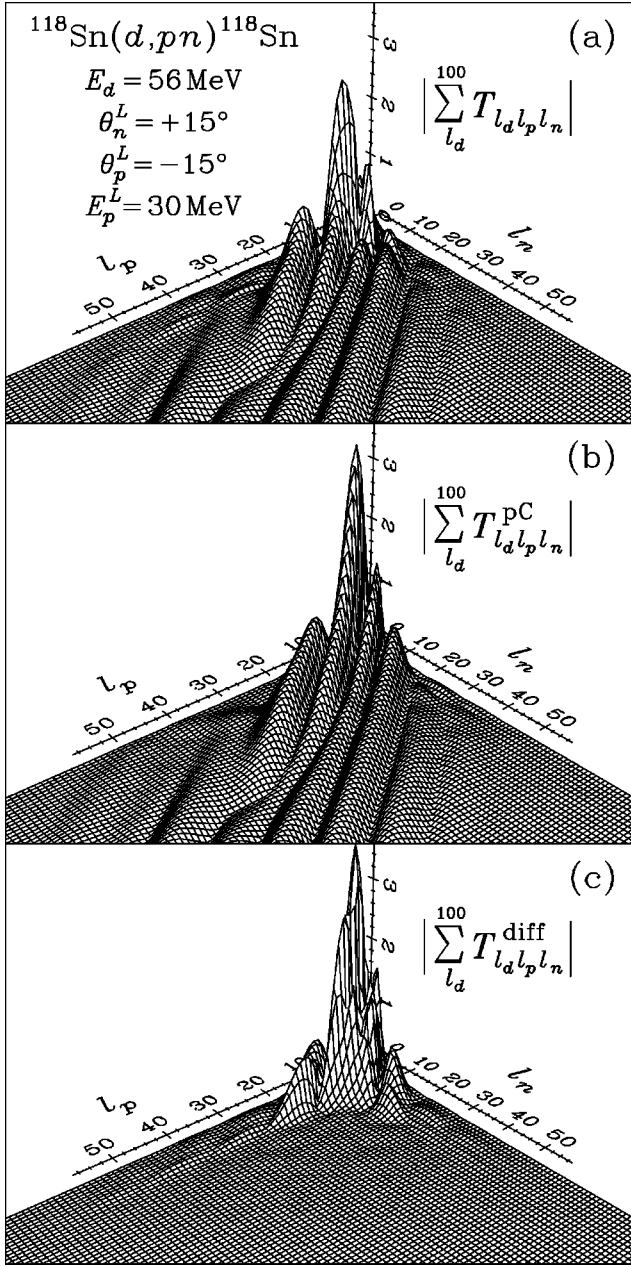 ¹¹⁸Sn(d,pn)¹¹⁸Sn
(a)
E_d = 56 MeV
θ_n^L = +15°
θ_p^L = −15°
E_p^L = 30 MeV
|∑_{l_d}^{100} T_{l_d l_p l_n}|
3
2
1
0 10 20 30 40 50
l_n
l_p
50 40 30 20 10
(b)
|∑_{l_d}^{100} T^{pC}_{l_d l_p l_n}|
3
2
1
0 10 20 30 40 50
l_n
l_p
50 40 30 20 10
(c)
|∑_{l_d}^{100} T^{diff}_{l_d l_p l_n}|
3
2
1
0 10 20 30 40 50
l_n
l_p
50 40 30 20 10